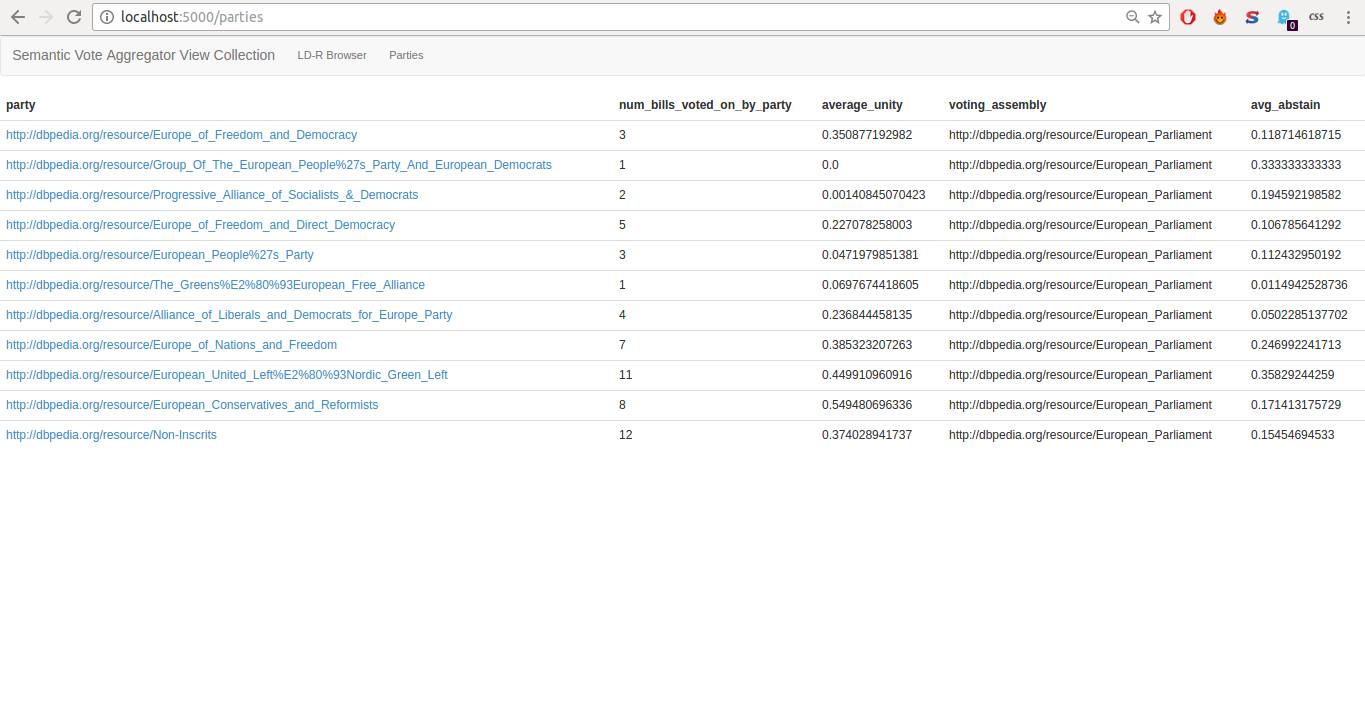 localhost:5000/parties
0
css
Semantic Vote Aggregator View Collection LD-R Browser Parties
party num_bills_voted_on_by_party average_unity voting_assembly avg_abstain
http://dbpedia.org/resource/Europe_of_Freedom_and_Democracy 3 0.350877192982 http://dbpedia.org/resource/European_Parliament 0.118714618715
http://dbpedia.org/resource/Group_Of_The_European_People%27s_Party_And_European_Democrats 1 0.0 http://dbpedia.org/resource/European_Parliament 0.333333333333
http://dbpedia.org/resource/Progressive_Alliance_of_Socialists_&_Democrats 2 0.00140845070423 http://dbpedia.org/resource/European_Parliament 0.194592198582
http://dbpedia.org/resource/Europe_of_Freedom_and_Direct_Democracy 5 0.227078258003 http://dbpedia.org/resource/European_Parliament 0.106785641292
http://dbpedia.org/resource/European_People%27s_Party 3 0.0471979851381 http://dbpedia.org/resource/European_Parliament 0.112432950192
http://dbpedia.org/resource/The_Greens%E2%80%93European_Free_Alliance 1 0.0697674418605 http://dbpedia.org/resource/European_Parliament 0.0114942528736
http://dbpedia.org/resource/Alliance_of_Liberals_and_Democrats_for_Europe_Party 4 0.236844458135 http://dbpedia.org/resource/European_Parliament 0.0502285137702
http://dbpedia.org/resource/Europe_of_Nations_and_Freedom 7 0.385323207263 http://dbpedia.org/resource/European_Parliament 0.246992241713
http://dbpedia.org/resource/European_United_Left%E2%80%93Nordic_Green_Left 11 0.449910960916 http://dbpedia.org/resource/European_Parliament 0.35829244259
http://dbpedia.org/resource/European_Conservatives_and_Reformists 8 0.549480696336 http://dbpedia.org/resource/European_Parliament 0.171413175729
http://dbpedia.org/resource/Non-Inscrits 12 0.374028941737 http://dbpedia.org/resource/European_Parliament 0.15454694533